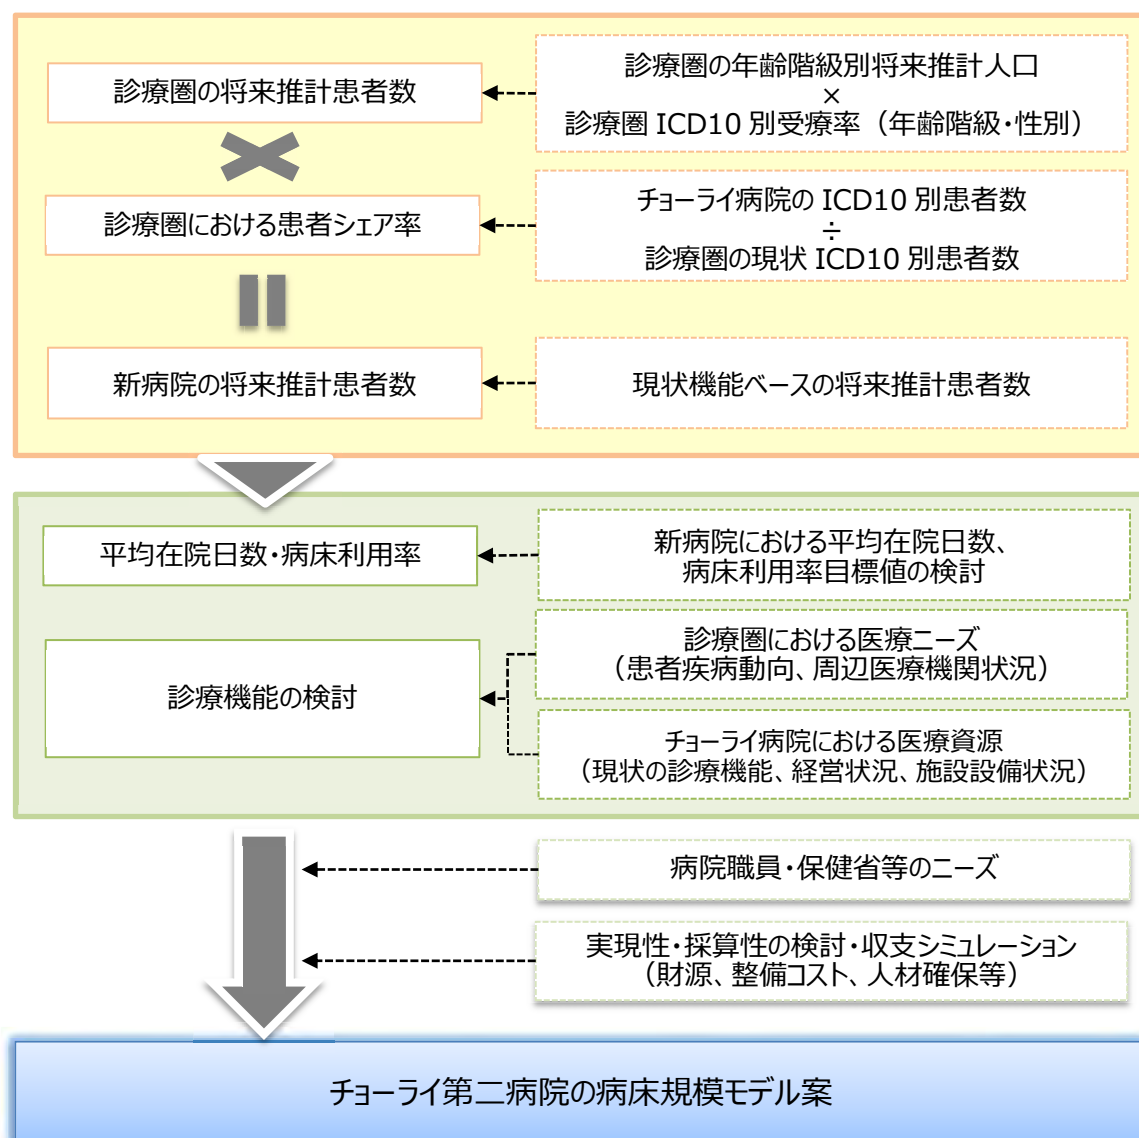 診療圏の将来推計患者数
診療圏の年齢階級別将来推計人口
×
診療圏 ICD10 別受療率（年齢階級・性別）
診療圏における患者シェア率
チョーライ病院の ICD10 別患者数
÷
診療圏の現状 ICD10 別患者数
新病院の将来推計患者数
現状機能ベースの将来推計患者数
平均在院日数・病床利用率
新病院における平均在院日数、
病床利用率目標値の検討
診療機能の検討
診療圏における医療ニーズ
（患者疾病動向、周辺医療機関状況）
チョーライ病院における医療資源
（現状の診療機能、経営状況、施設設備状況）
病院職員・保健省等のニーズ
実現性・採算性の検討・収支シミュレーション
（財源、整備コスト、人材確保等）
チョーライ第二病院の病床規模モデル案